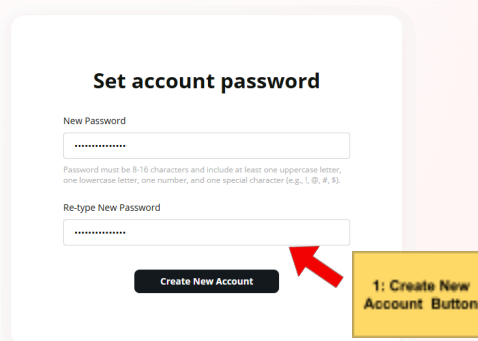 Set account password
New Password
•••••••••••••••
Password must be 8-16 characters and include at least one uppercase letter,
one lowercase letter, one number, and one special character (e.g., !, @, #, $).
Re-type New Password
•••••••••••••••
Create New Account
1: Create New
Account Button